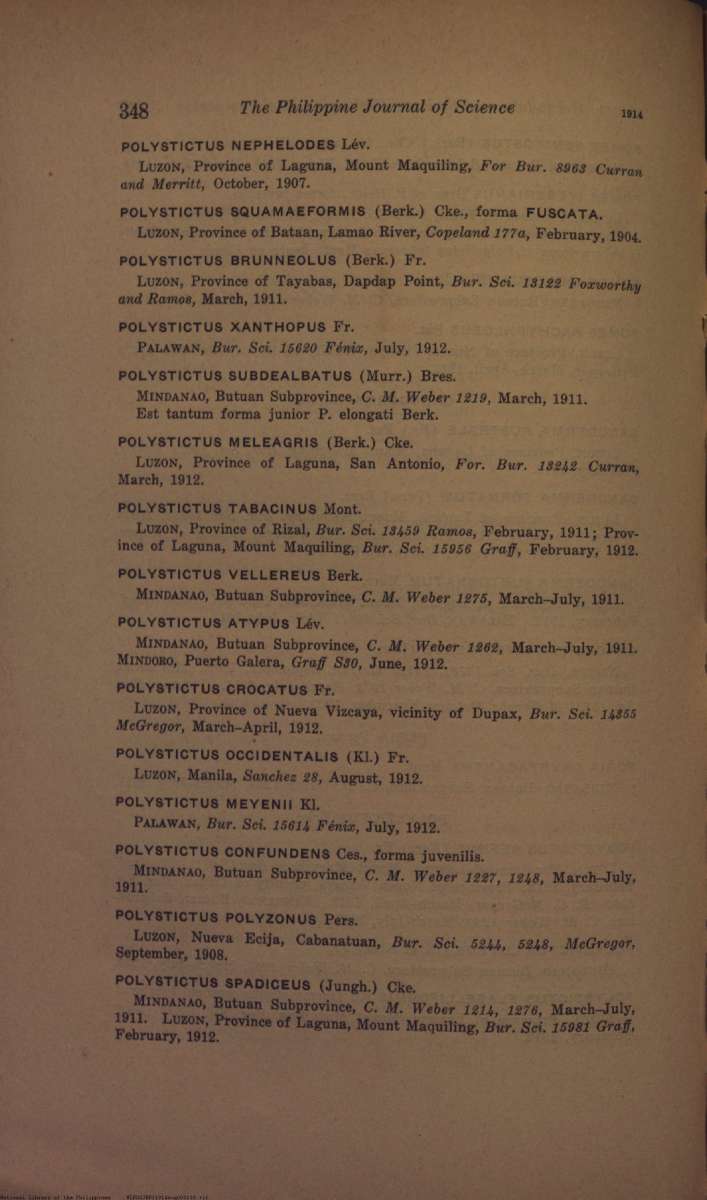 348 The Philippine Journal of Science 1914
POLYSTICTUS NEPHELODES Lév.
LUZON, Province of Laguna, Mount Maquiling, For Bur. 8963 Curran
and Merritt, October, 1907.
POLYSTICTUS SQUAMAEFORMIS (Berk.) Cke., forma FUSCATA.
LUZON, Province of Bataan, Lamao River, Copeland 177a, February, 1904.
POLYSTICTUS BRUNNEOLUS (Berk.) Fr.
LUZON, Province of Tayabas, Dapdap Point, Bur. Sci. 13122 Foxworthy
and Ramos, March, 1911.
POLYSTICTUS XANTHOPUS Fr.
PALAWAN, Bur. Sci. 15620 Fénix, July, 1912.
POLYSTICTUS SUBDEALBATUS (Murr.) Bres.
MINDANAO, Butuan Subprovince, C. M. Weber 1219, March, 1911.
Est tantum forma junior P. elongati Berk.
POLYSTICTUS MELEAGRIS (Berk.) Cke.
LUZON, Province of Laguna, San Antonio, For. Bur. 13242 Curran,
March, 1912.
POLYSTICTUS TABACINUS Mont.
LUZON, Province of Rizal, Bur. Sci. 13459 Ramos, February, 1911; Prov-
ince of Laguna, Mount Maquiling, Bur. Sci. 15956 Graff, February, 1912.
POLYSTICTUS VELLEREUS Berk.
MINDANAO, Butuan Subprovince, C. M. Weber 1275, March–July, 1911.
POLYSTICTUS ATYPUS Lév.
MINDANAO, Butuan Subprovince, C. M. Weber 1262, March–July, 1911.
MINDORO, Puerto Galera, Graff S30, June, 1912.
POLYSTICTUS CROCATUS Fr.
LUZON, Province of Nueva Vizcaya, vicinity of Dupax, Bur. Sci. 14355
McGregor, March–April, 1912.
POLYSTICTUS OCCIDENTALIS (Kl.) Fr.
LUZON, Manila, Sanchez 28, August, 1912.
POLYSTICTUS MEYENII Kl.
PALAWAN, Bur. Sci. 15614 Fénix, July, 1912.
POLYSTICTUS CONFUNDENS Ces., forma juvenilis.
MINDANAO, Butuan Subprovince, C. M. Weber 1227, 1248, March–July,
1911.
POLYSTICTUS POLYZONUS Pers.
LUZON, Nueva Ecija, Cabanatuan, Bur. Sci. 5244, 5248, McGregor,
September, 1908.
POLYSTICTUS SPADICEUS (Jungh.) Cke.
MINDANAO, Butuan Subprovince, C. M. Weber 1214, 1276, March–July,
1911. LUZON, Province of Laguna, Mount Maquiling, Bur. Sci. 15981 Graff,
February, 1912.
National Library of the Philippines